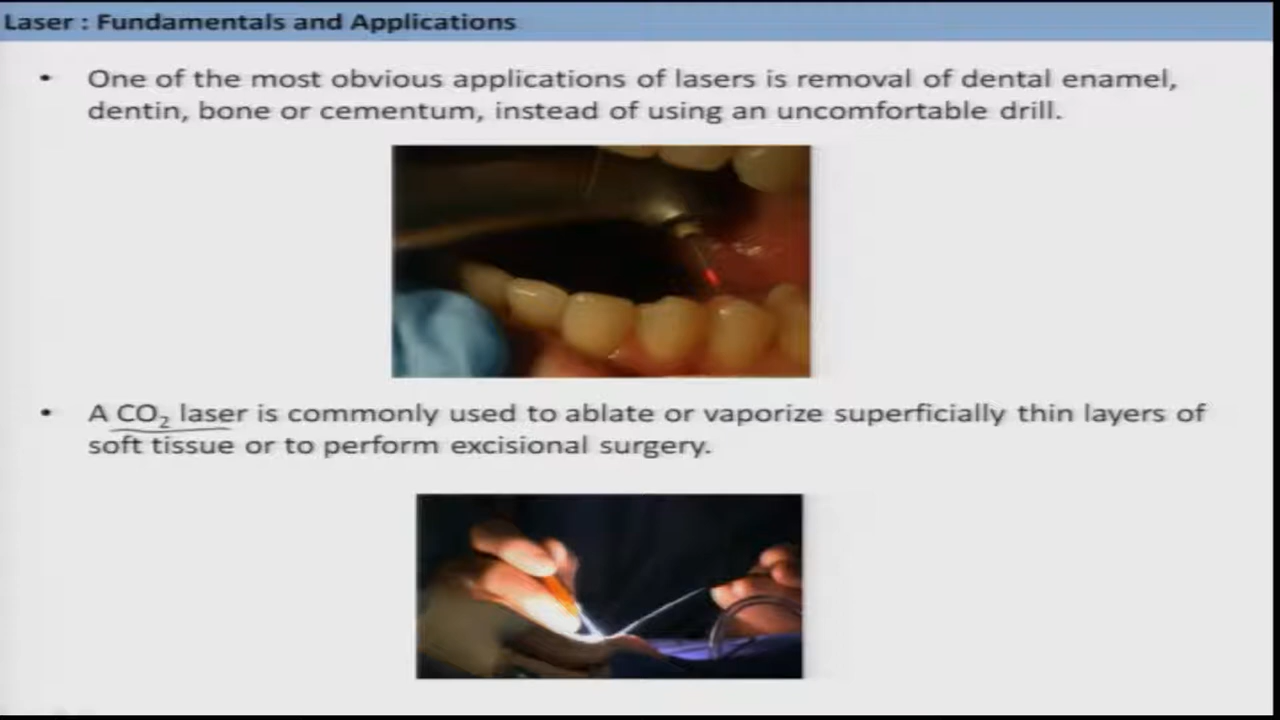 Laser : Fundamentals and Applications
• One of the most obvious applications of lasers is removal of dental enamel,
dentin, bone or cementum, instead of using an uncomfortable drill.
• A CO₂ laser is commonly used to ablate or vaporize superficially thin layers of
soft tissue or to perform excisional surgery.